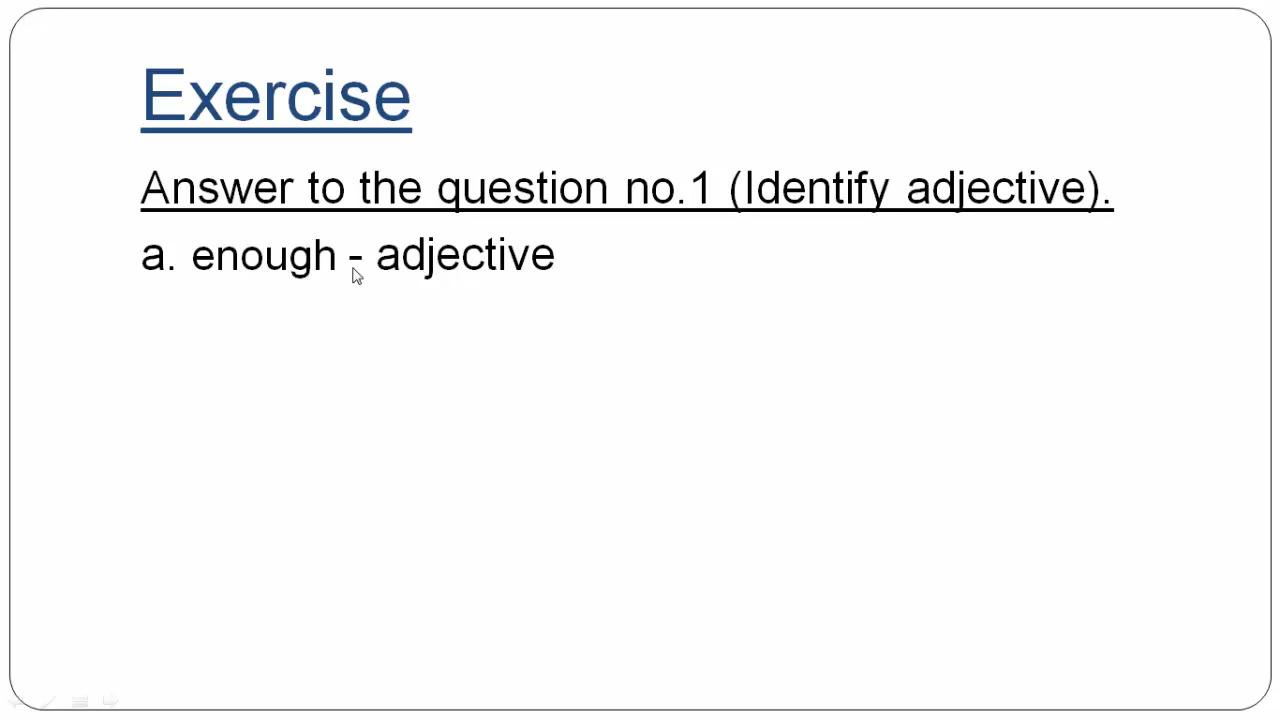 Exercise
Answer to the question no.1 (Identify adjective).
a. enough - adjective